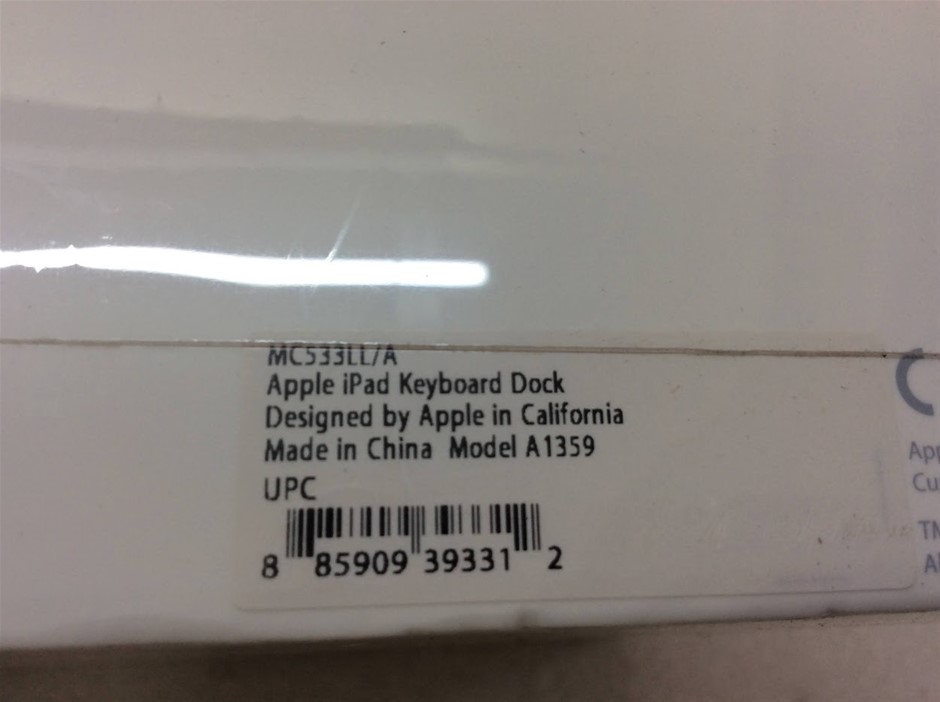 MC533LL/A
Apple iPad Keyboard Dock
Designed by Apple in California
Made in China Model A1359
UPC
8 85909 39331 2